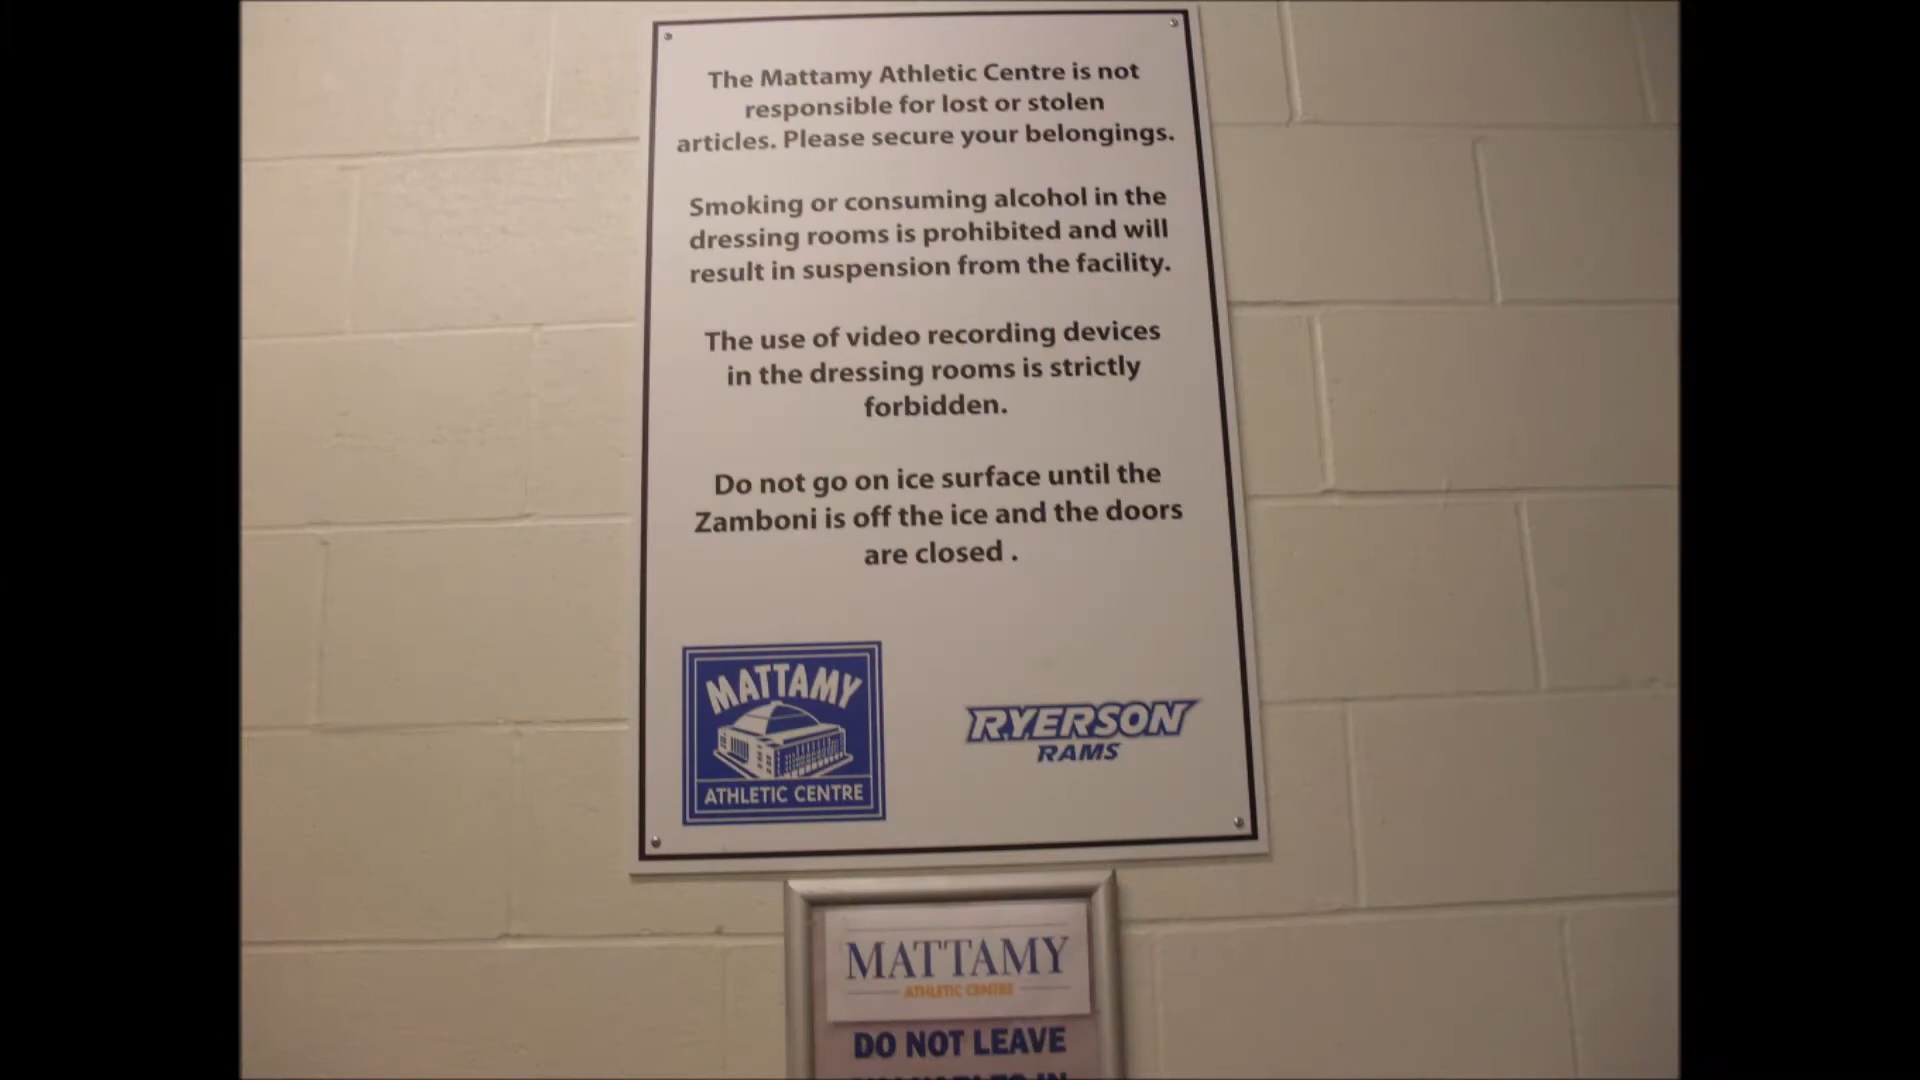 The Mattamy Athletic Centre is not
responsible for lost or stolen
articles. Please secure your belongings.
Smoking or consuming alcohol in the
dressing rooms is prohibited and will
result in suspension from the facility.
The use of video recording devices
in the dressing rooms is strictly
forbidden.
Do not go on ice surface until the
Zamboni is off the ice and the doors
are closed .
MATTAMY
ATHLETIC CENTRE
RYERSON
RAMS
MATTAMY
ATHLETIC CENTRE
DO NOT LEAVE